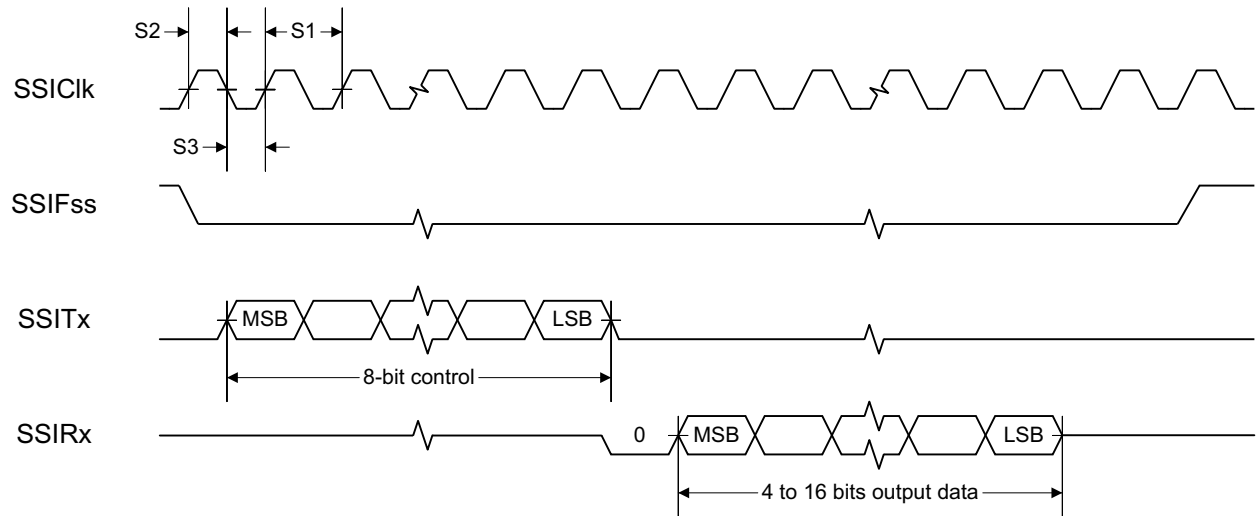 S2
S1
SSIClk
S3
SSIFss
SSITx
MSB
LSB
8-bit control
SSIRx
0
MSB
LSB
4 to 16 bits output data